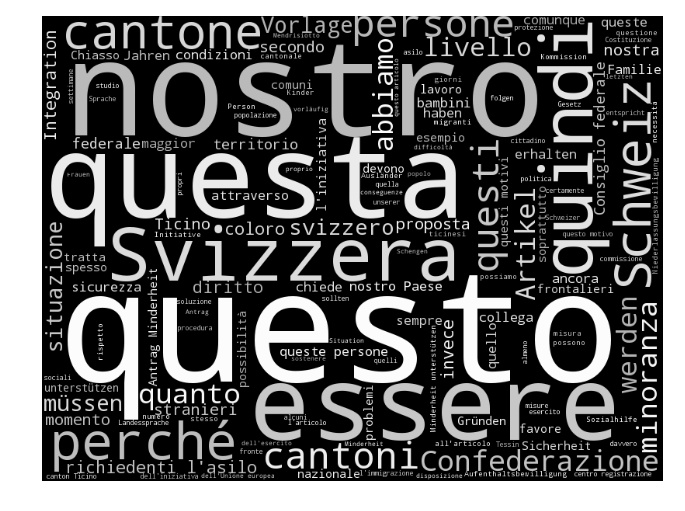 cantone
Vorlage
persone
comunque
queste
protezione
questione
Costituzione
Mendrisiotto
Chiasso
Jahren
condizioni
secondo
cantonale
asilo
livello
Kommission
nostra
letzten
Familie
Integration
nostro
abbiamo
quindi
Schweiz
settimane
Sprache
studio
vorläufig
comuni
Kinder
Person
popolazione
questo articolo
giorni
lavoro
bambini
haben
migranti
folgen
Gesetz
entspricht
necessita
federale
maggior
territorio
l'iniziativa
esempio
difficoltà
cittadino
Consiglio federale
questa
Frauen
propri
proprio
attraverso
devono
Ausländer
quella
conseguenze
popolo
unserer
questi
questi motivi
erhalten
politica
certamente
soprattutto
Schweizer
questo motivo
Niederlassungsbewilligung
Ticino
Initiative
coloro
svizzero
proposta
ticinesi
Artikel
commissione
situazione
tratta
spesso
Svizzera
Schengen
possiamo
ancora
frontalieri
sicurezza
Antrag Minderheit
diritto
chiede
nostro Paese
questo
soluzione
Antrag
procedura
rispetto
sollten
possibilità
Situation
sostenere
queste persone
quelli
sempre
Minderheit unterstützen
invece
quello
collega
almeno
misura
possono
werden
minoranza
sociali
unterstützen
müssen
momento
quanto
numero
stranieri
Landessprache
stesso
alcuni
l'articolo
essere
problemi
Gründen
misure
esercito
favore
Sozialhilfe
perché
dell'esercito
fronte
Minderheit
all'articolo
Tessin
Sicherheit
davvero
richiedenti l'asilo
cantoni
Confederazione
canton Ticino
dell'iniziativa
dell'Unione europea
nazionale
l'immigrazione
disposizione
Aufenthaltsbewilligung
centro registrazione